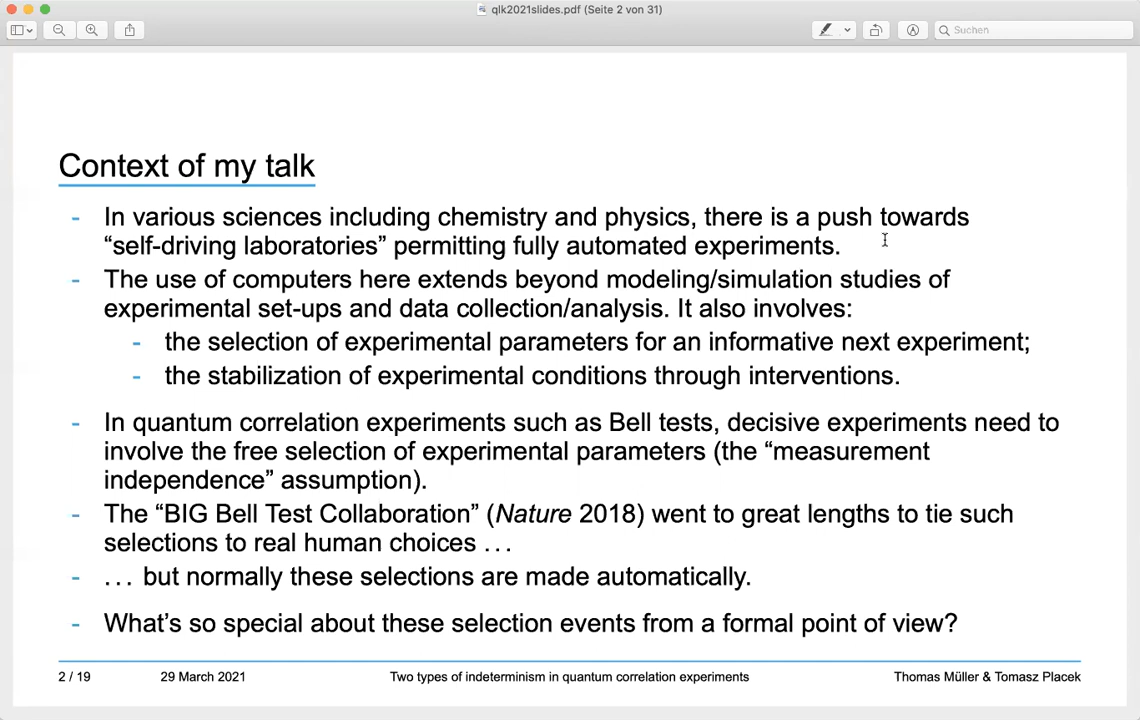 qlk2021slides.pdf (Seite 2 von 31)
Suchen
Context of my talk
- In various sciences including chemistry and physics, there is a push towards
“self-driving laboratories” permitting fully automated experiments.
- The use of computers here extends beyond modeling/simulation studies of
experimental set-ups and data collection/analysis. It also involves:
- the selection of experimental parameters for an informative next experiment;
- the stabilization of experimental conditions through interventions.
- In quantum correlation experiments such as Bell tests, decisive experiments need to
involve the free selection of experimental parameters (the “measurement
independence” assumption).
- The “BIG Bell Test Collaboration” (Nature 2018) went to great lengths to tie such
selections to real human choices ...
- ... but normally these selections are made automatically.
- What’s so special about these selection events from a formal point of view?
2 / 19 29 March 2021 Two types of indeterminism in quantum correlation experiments Thomas Müller & Tomasz Placek